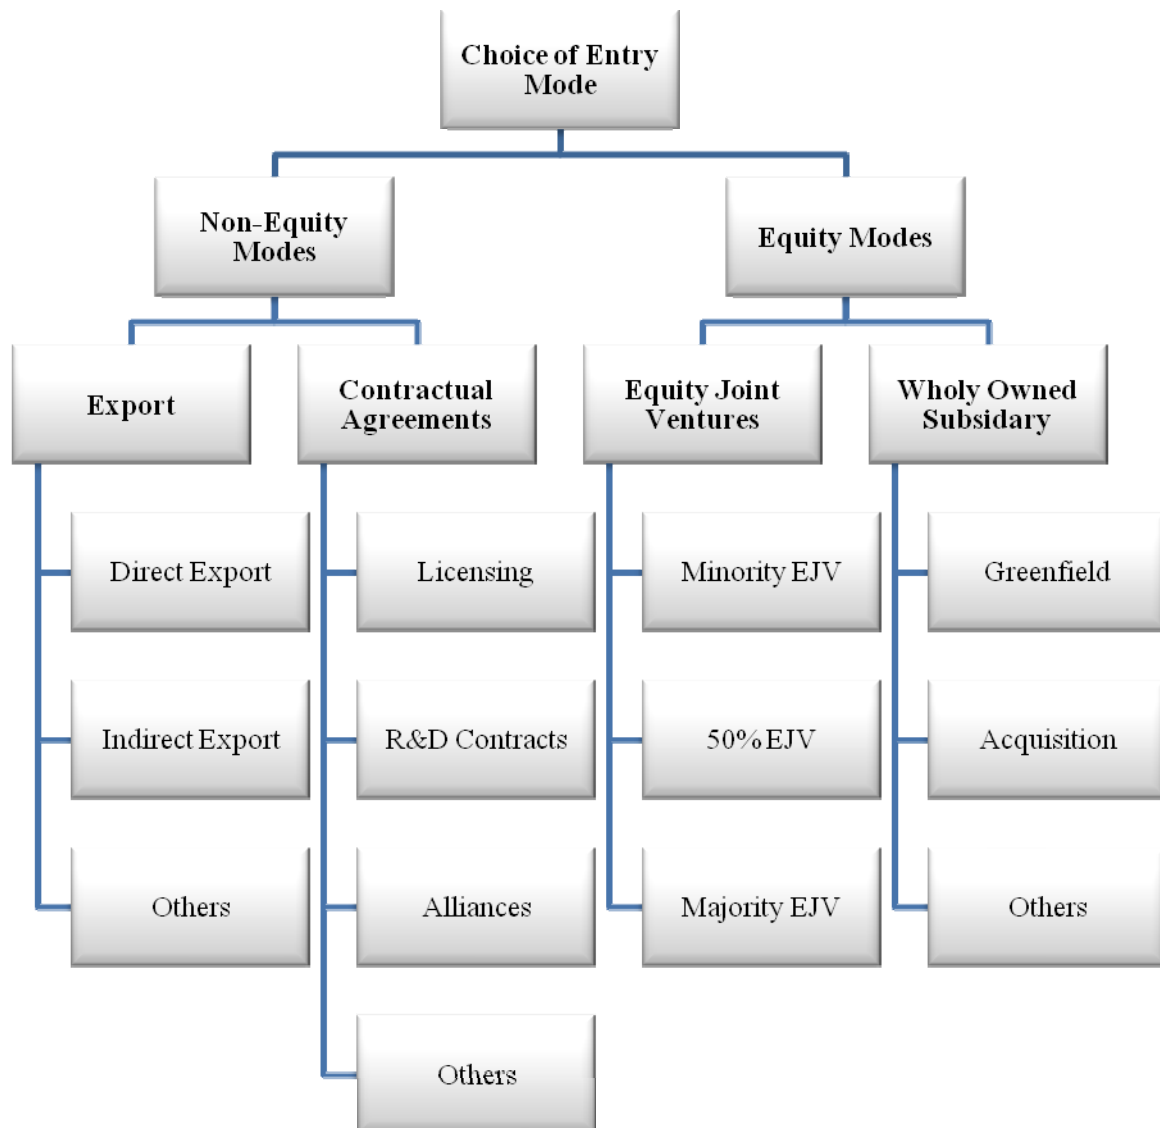 Choice of Entry
Mode
Non-Equity
Modes
Equity Modes
Export
Contractual
Agreements
Equity Joint
Ventures
Wholy Owned
Subsidary
Direct Export
Licensing
Minority EJV
Greenfield
Indirect Export
R&D Contracts
50% EJV
Acquisition
Others
Alliances
Majority EJV
Others
Others